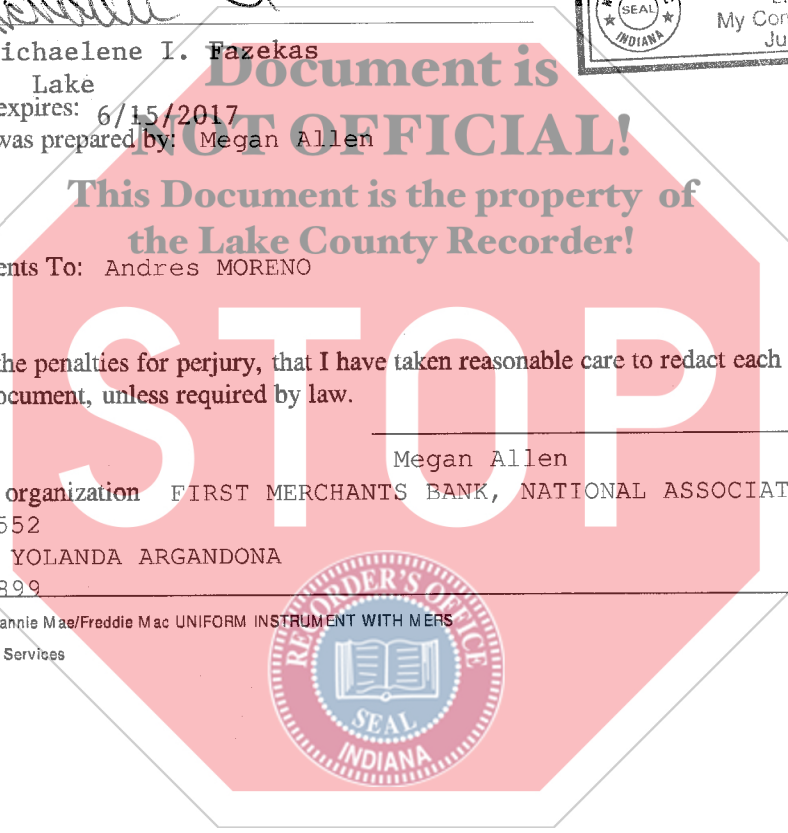 SEAL
INDIANA
My Con
Ju
ichaelene I. Fazekas
Document is
Lake
expires: 6/15/2017
NOT OFFICIAL!
was prepared by: Megan Allen
This Document is the property of
the Lake County Recorder!
ents To: Andres MORENO
STOP
the penalties for perjury, that I have taken reasonable care to redact each
ocument, unless required by law.
Megan Allen
organization FIRST MERCHANTS BANK, NATIONAL ASSOCIAT
552
YOLANDA ARGANDONA
899
annie Mae/Freddie Mac UNIFORM INSTRUMENT WITH MERS
Services
RECORDER'S OFFICE
SEAL
INDIANA